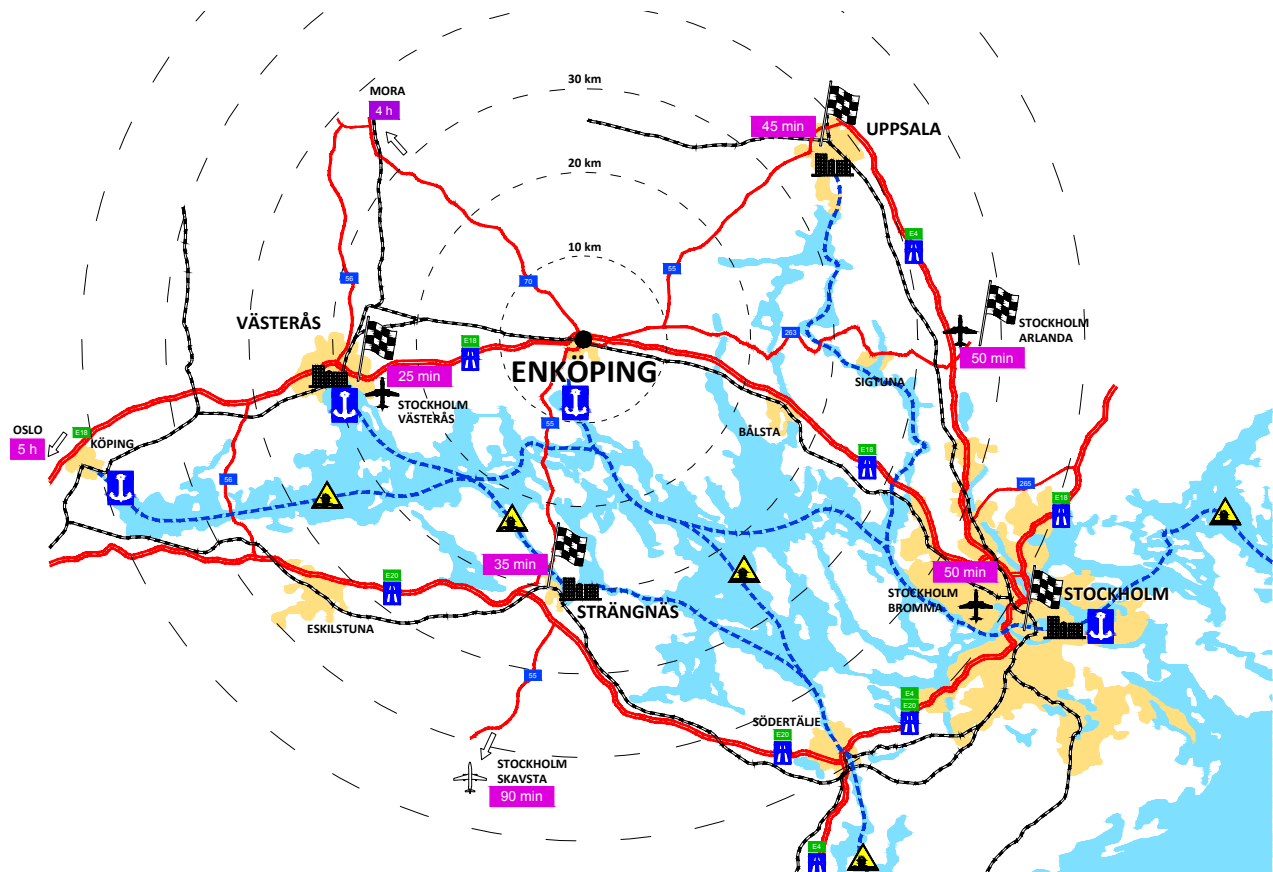 30 km
MORA
4 h
45 min
UPPSALA
20 km
E4
10 km
55
56
70
VÄSTERÅS
263
STOCKHOLM
ARLANDA
50 min
E18
ENKÖPING
25 min
SIGTUNA
STOCKHOLM
VÄSTERÅS
55
BÅLSTA
OSLO
5 h
E18
KÖPING
E18
56
265
E18
35 min
50 min
E20
STOCKHOLM
BROMMA
STOCKHOLM
STRÄNGNÄS
ESKILSTUNA
55
E4
E20
SÖDERTÄLJE
E20
STOCKHOLM
SKAVSTA
90 min
E4